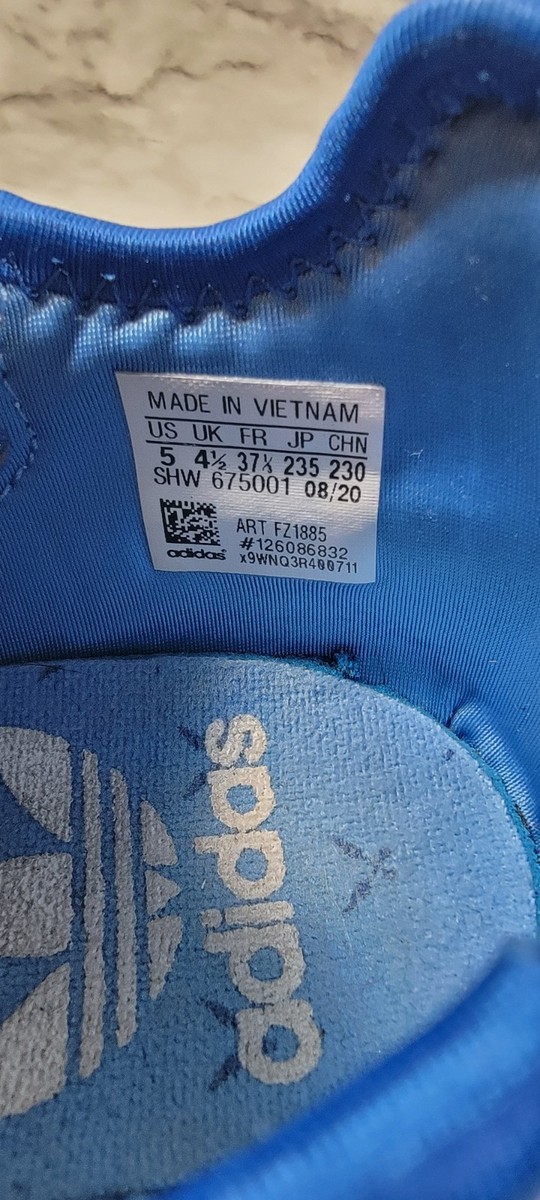 MADE IN VIETNAM
US UK FR JP CHN
5 4½ 37⅓ 235 230
SHW 675001 08/20
ART FZ1885
#126086832
adidas x9WNQ3R400711
adidas